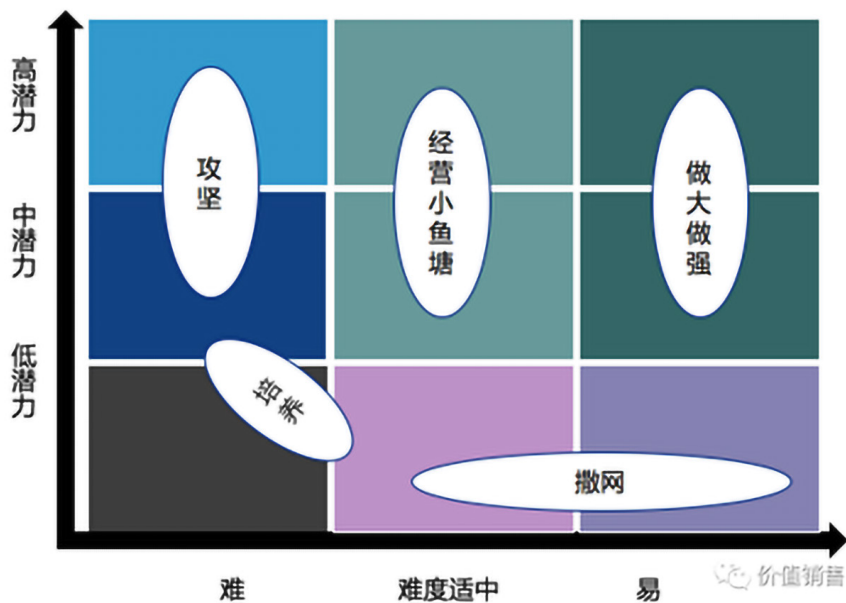 高潜力
中潜力
低潜力
攻坚
经营小鱼塘
做大做强
培养
撒网
难
难度适中
易
价值销售